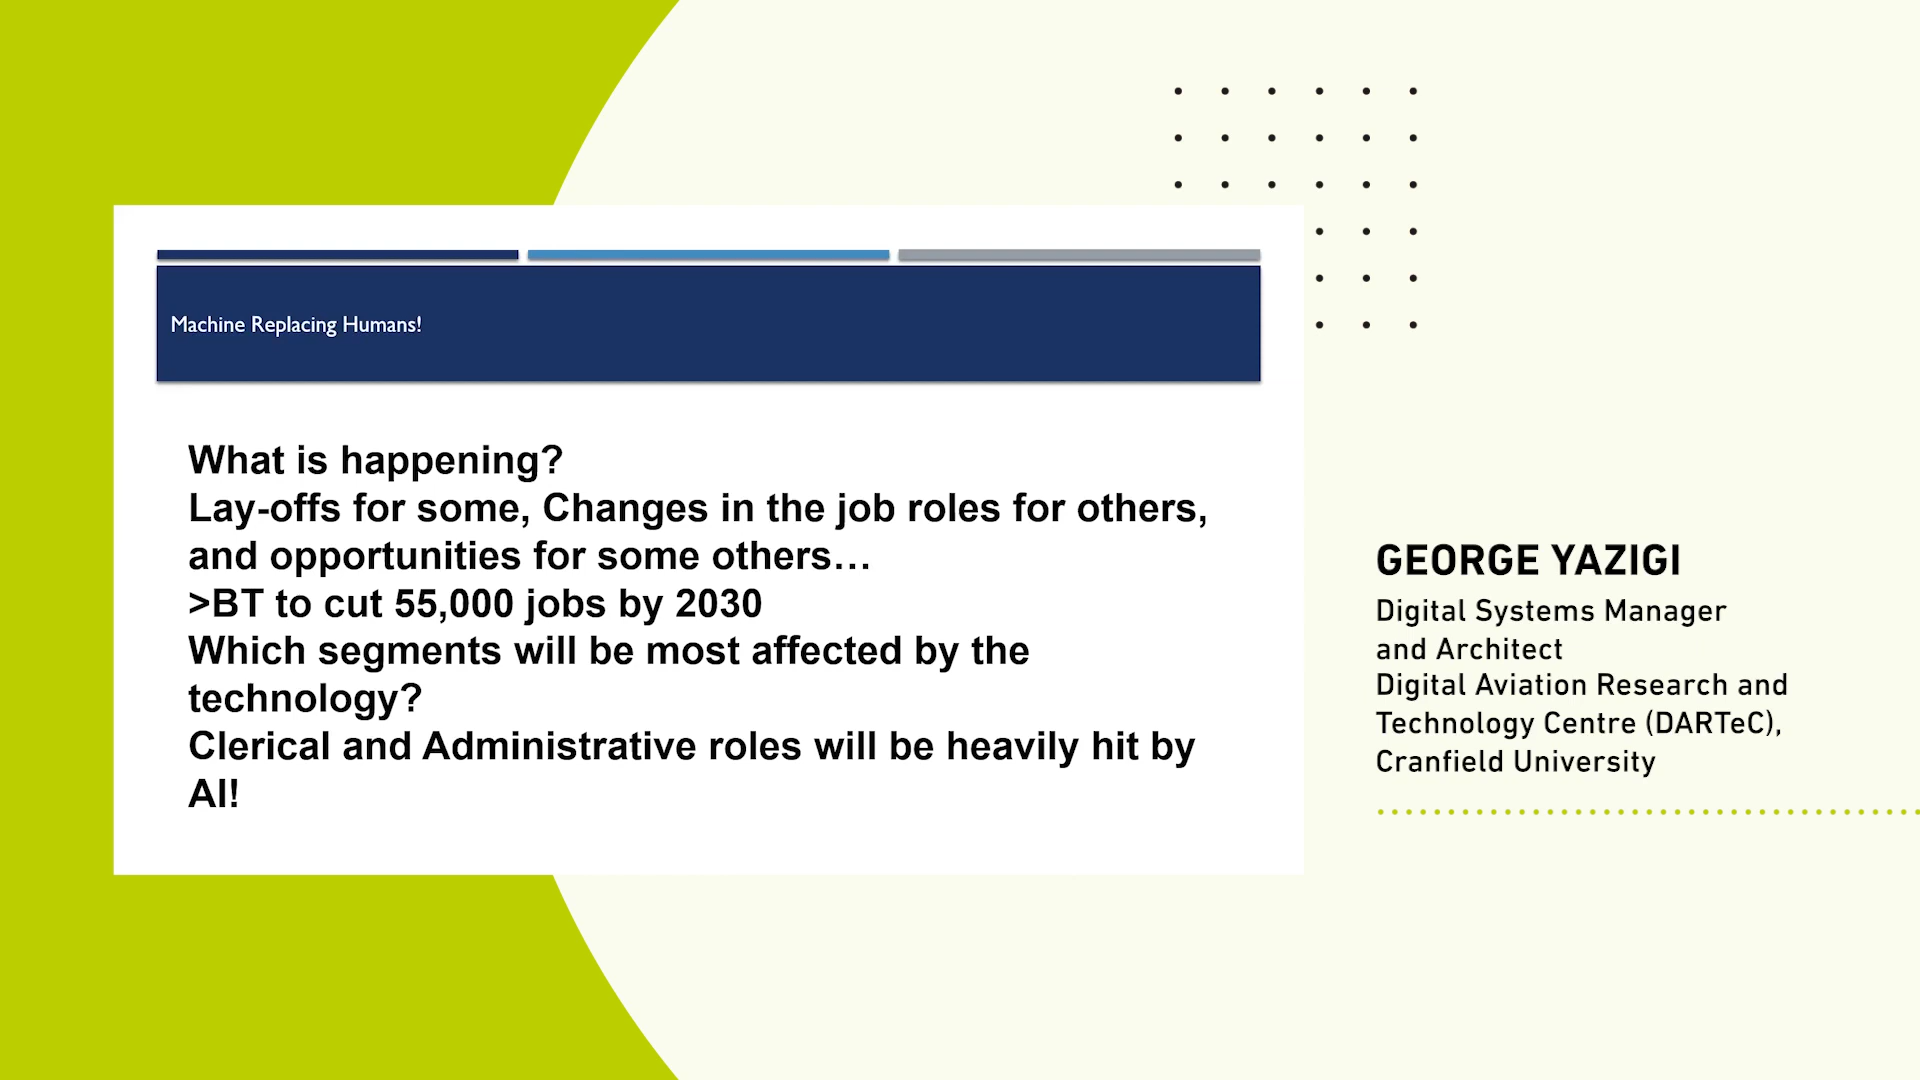 Machine Replacing Humans!
What is happening?
Lay-offs for some, Changes in the job roles for others,
and opportunities for some others…
>BT to cut 55,000 jobs by 2030
Which segments will be most affected by the
technology?
Clerical and Administrative roles will be heavily hit by
AI!
GEORGE YAZIGI
Digital Systems Manager
and Architect
Digital Aviation Research and
Technology Centre (DARTeC),
Cranfield University